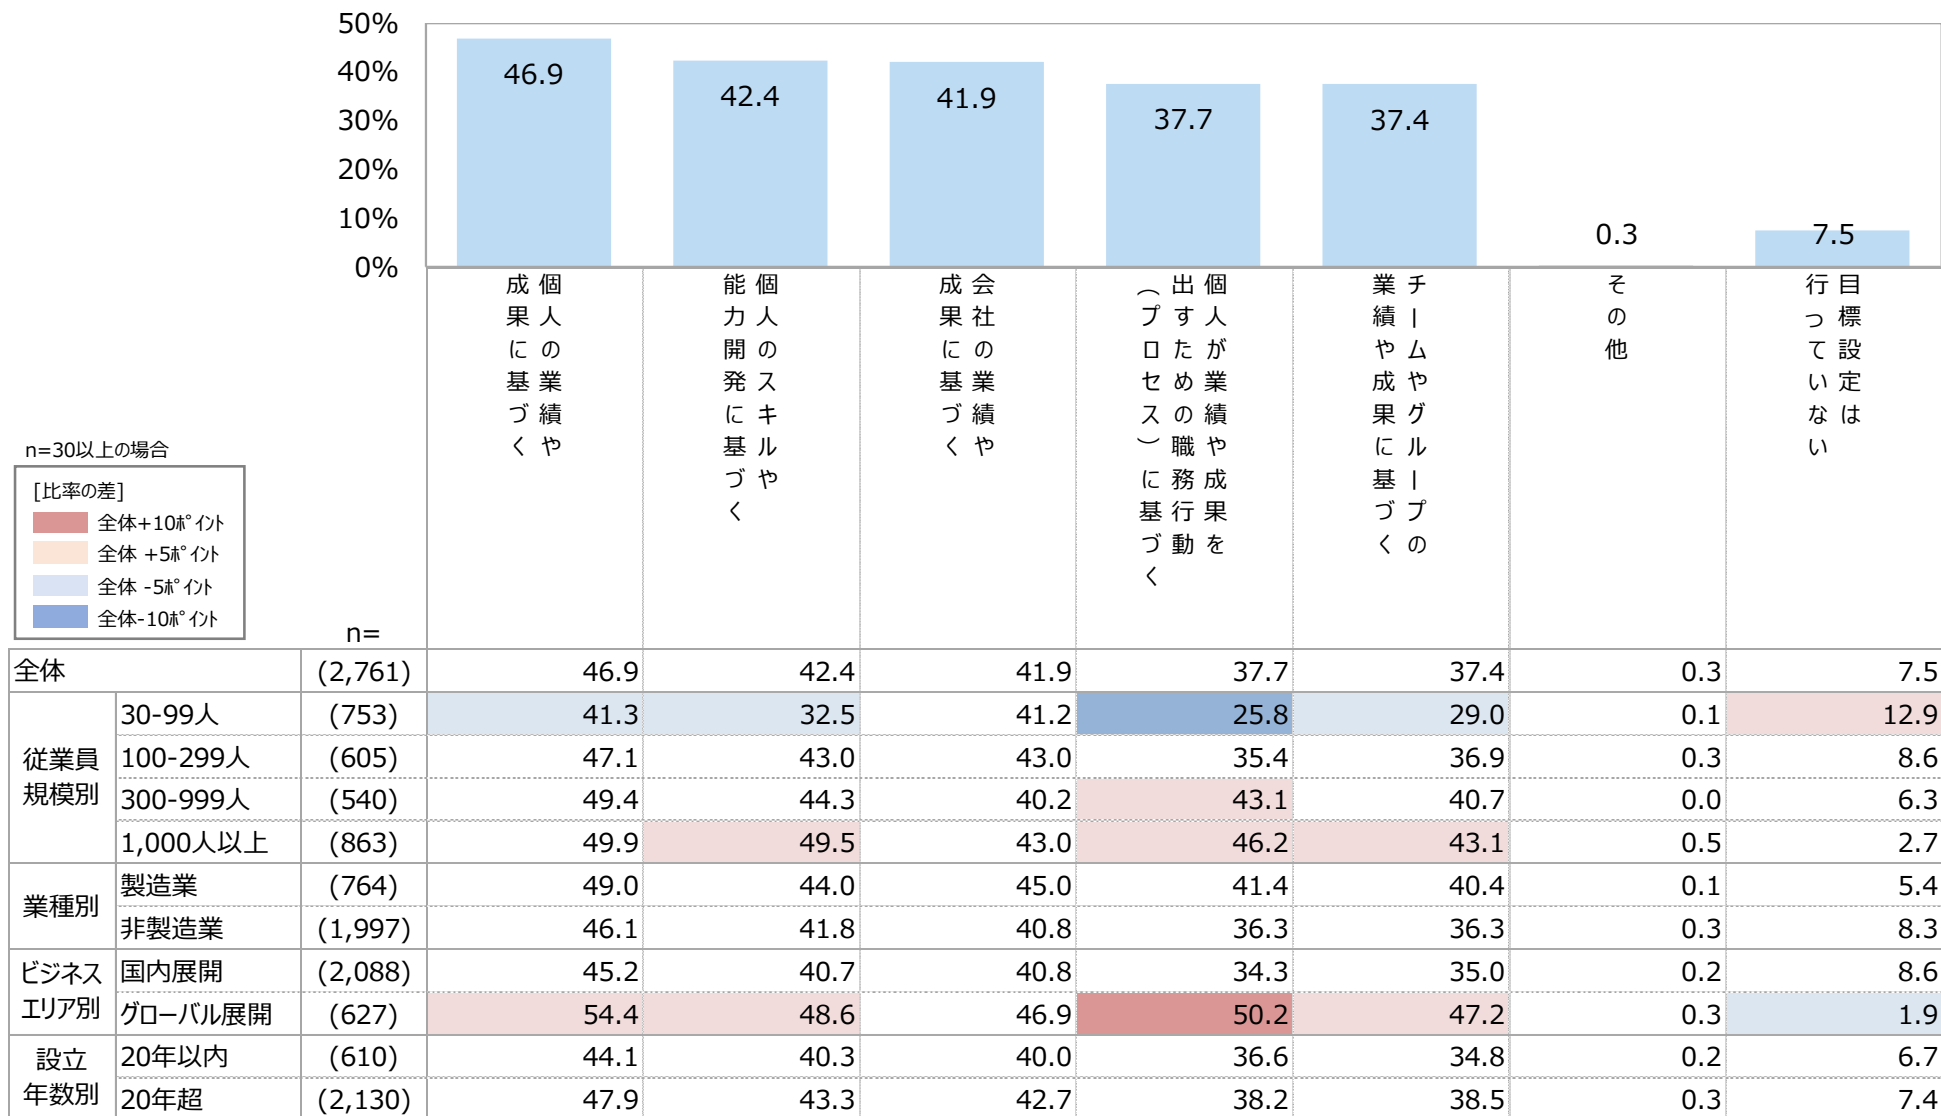 50%
40%
30%
20%
10%
0%
46.9
42.4
41.9
37.7
37.4
0.3
7.5
個人の業績や
成果に基づく
個人のスキルや
能力開発に基づく
会社の業績や
成果に基づく
個人が業績や成果を
出すための職務行動
（プロセス）に基づく
チームやグループの
業績や成果に基づく
その他
目標設定は
行っていない
n=30以上の場合
[比率の差]
全体+10ﾎﾟｲﾝﾄ
全体 +5ﾎﾟｲﾝﾄ
全体 -5ﾎﾟｲﾝﾄ
全体-10ﾎﾟｲﾝﾄ
n=
全体 (2,761) 46.9 42.4 41.9 37.7 37.4 0.3 7.5
従業員
規模別
30-99人 (753) 41.3 32.5 41.2 25.8 29.0 0.1 12.9
100-299人 (605) 47.1 43.0 43.0 35.4 36.9 0.3 8.6
300-999人 (540) 49.4 44.3 40.2 43.1 40.7 0.0 6.3
1,000人以上 (863) 49.9 49.5 43.0 46.2 43.1 0.5 2.7
業種別
製造業 (764) 49.0 44.0 45.0 41.4 40.4 0.1 5.4
非製造業 (1,997) 46.1 41.8 40.8 36.3 36.3 0.3 8.3
ビジネス
エリア別
国内展開 (2,088) 45.2 40.7 40.8 34.3 35.0 0.2 8.6
グローバル展開 (627) 54.4 48.6 46.9 50.2 47.2 0.3 1.9
設立
年数別
20年以内 (610) 44.1 40.3 40.0 36.6 34.8 0.2 6.7
20年超 (2,130) 47.9 43.3 42.7 38.2 38.5 0.3 7.4